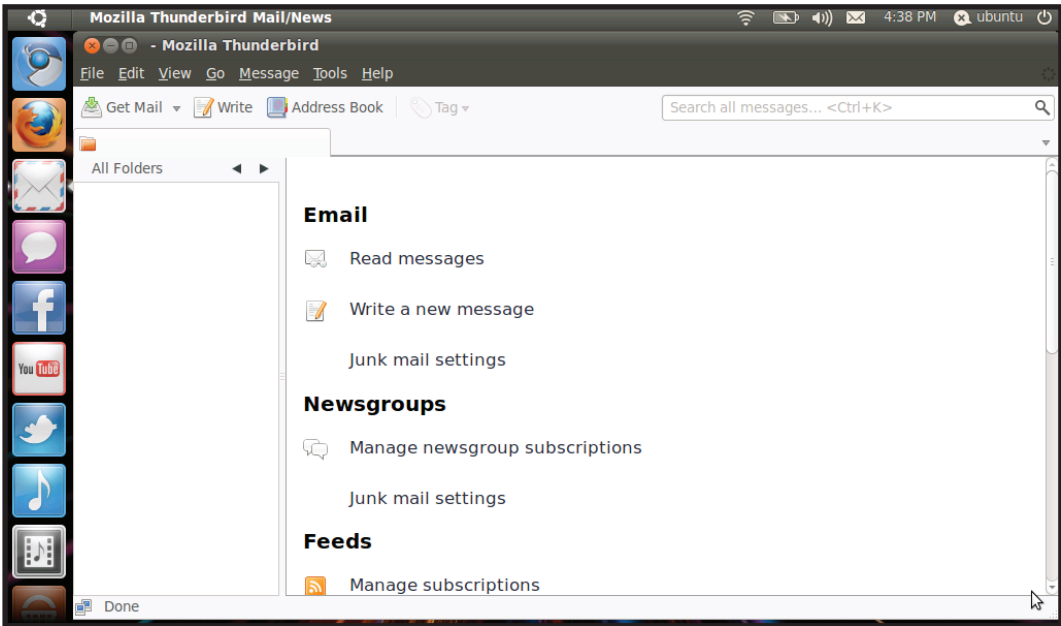 Mozilla Thunderbird Mail/News 4:38 PM ubuntu
- Mozilla Thunderbird
File Edit View Go Message Tools Help
Get Mail Write Address Book Tag Search all messages... <Ctrl+K>
All Folders
Email
Read messages
Write a new message
Junk mail settings
Newsgroups
Manage newsgroup subscriptions
Junk mail settings
Feeds
Manage subscriptions
You Tube
Done